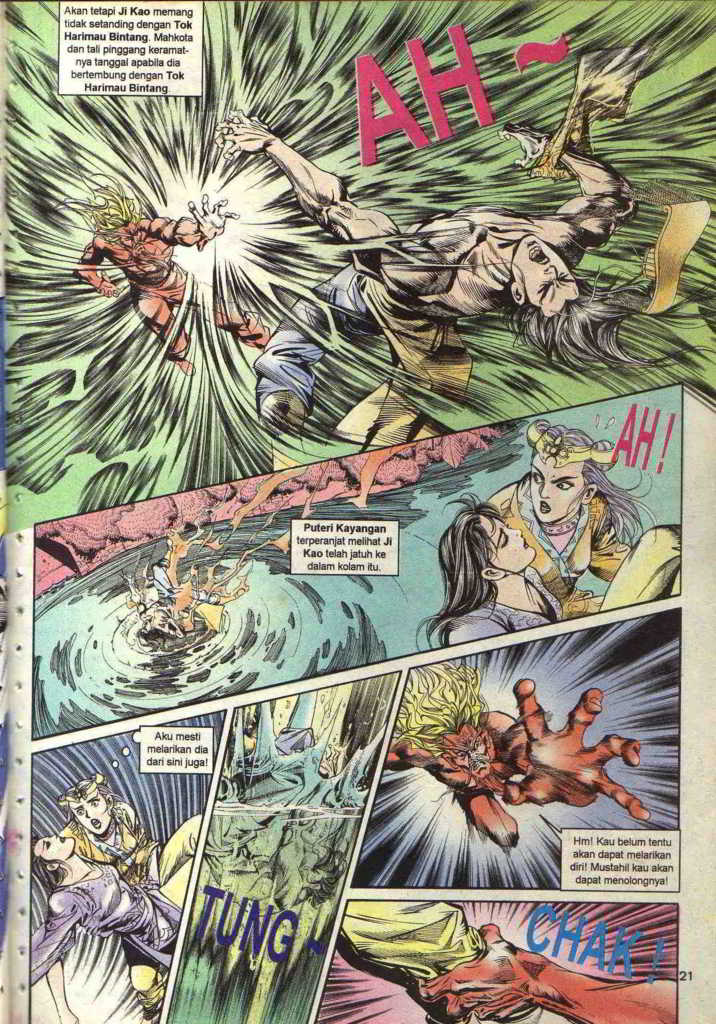 Akan tetapi Ji Kao memang
tidak setanding dengan Tok
Harimau Bintang. Mahkota
dan tali pinggang keramat-
nya tanggal apabila dia
bertembung dengan Tok
Harimau Bintang.
AH~
AH!
Puteri Kayangan
terperanjat melihat Ji
Kao telah jatuh ke
dalam kolam itu.
Aku mesti
melarikan dia
dari sini juga!
TUNG~
Hm! Kau belum tentu
akan dapat melarikan
diri! Mustahil kau akan
dapat menolongnya!
CHAK!
21